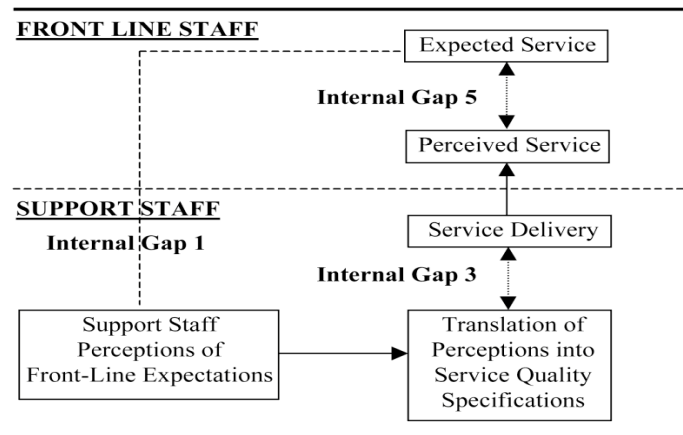 FRONT LINE STAFF
Expected Service
Internal Gap 5
Perceived Service
SUPPORT STAFF
Service Delivery
Internal Gap 1
Internal Gap 3
Support Staff
Perceptions of
Front-Line Expectations
Translation of
Perceptions into
Service Quality
Specifications